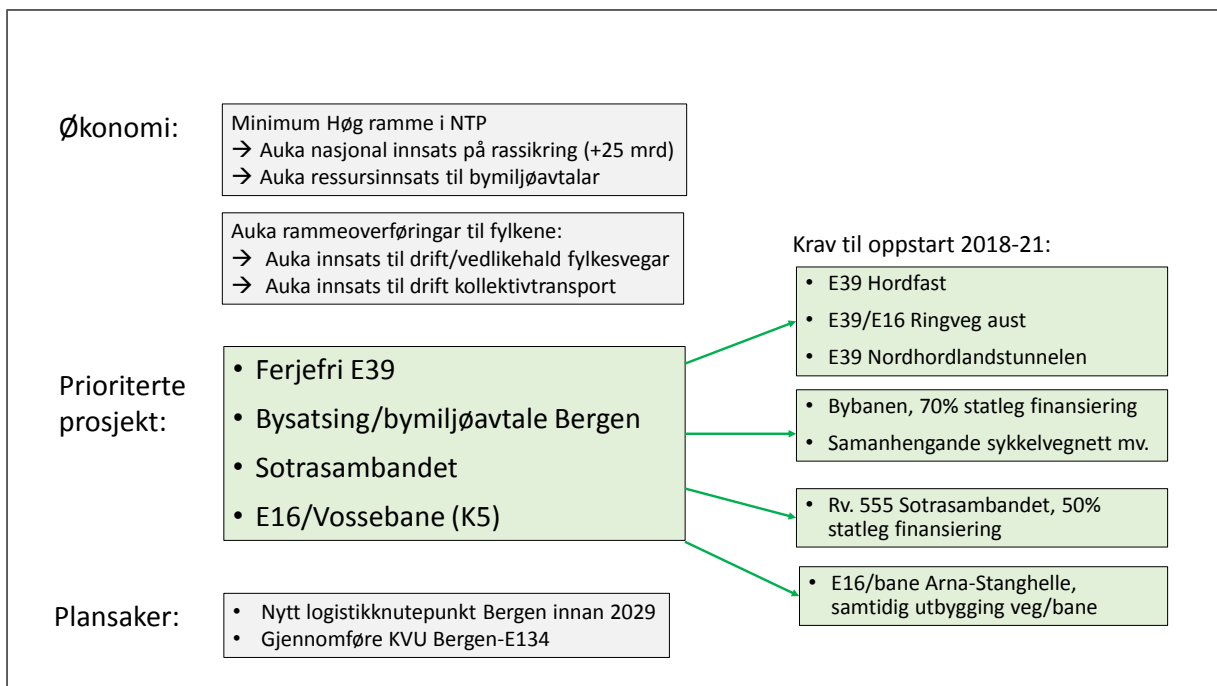 Økonomi:
Minimum Høg ramme i NTP
→ Auka nasjonal innsats på rassikring (+25 mrd)
→ Auka ressursinnsats til bymiljøavtalar
Auka rammeoverføringar til fylkene:
→ Auka innsats til drift/vedlikehald fylkesvegar
→ Auka innsats til drift kollektivtransport
Prioriterte
prosjekt:
• Ferjefri E39
• Bysatsing/bymiljøavtale Bergen
• Sotrasambandet
• E16/Vossebane (K5)
Krav til oppstart 2018-21:
• E39 Hordfast
• E39/E16 Ringveg aust
• E39 Nordhordlandstunnelen
• Bybanen, 70% statleg finansiering
• Samanhengande sykkelvegnett mv.
• Rv. 555 Sotrasambandet, 50%
statleg finansiering
• E16/bane Arna-Stanghelle,
samtidig utbygging veg/bane
Plansaker:
• Nytt logistikknutepunkt Bergen innan 2029
• Gjennomføre KVU Bergen-E134